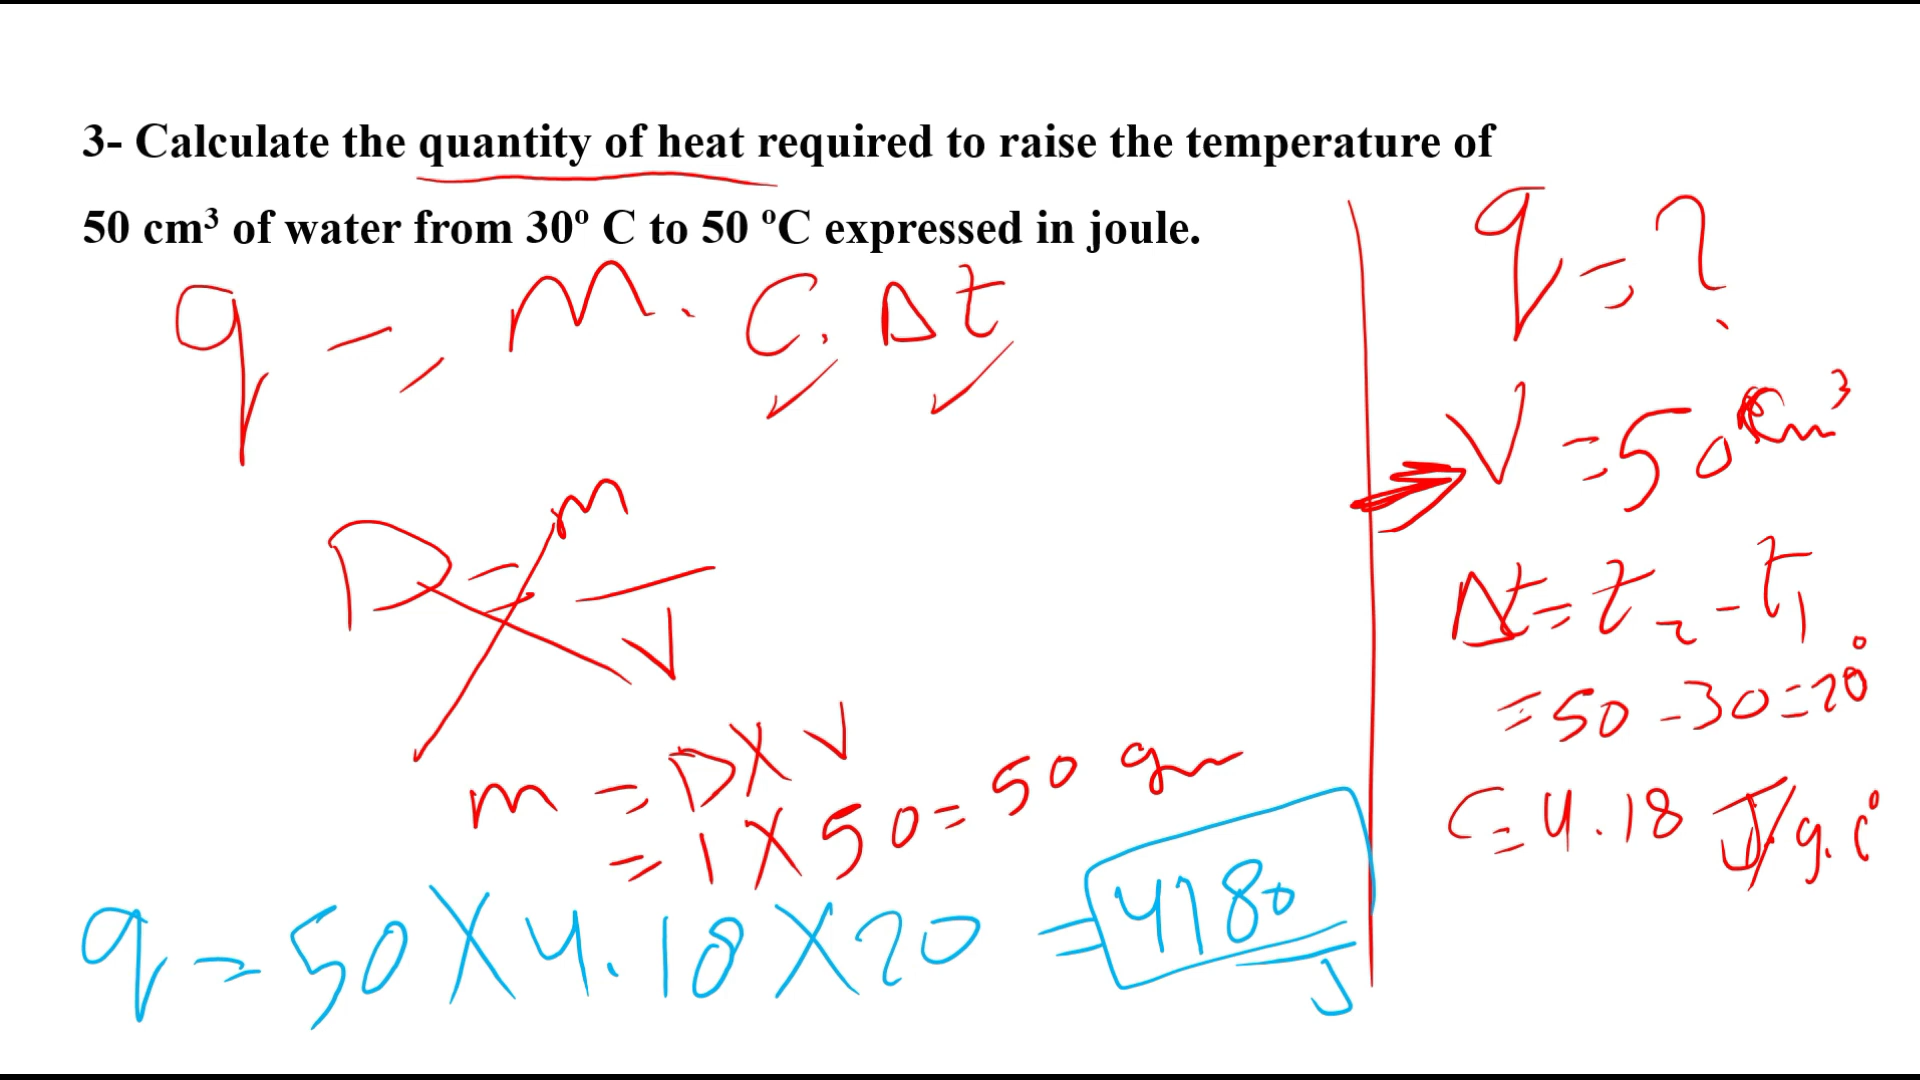 3- Calculate the quantity of heat required to raise the temperature of
50 cm³ of water from 30º C to 50 ºC expressed in joule.
q = m . C . Δt
D = m
V
m = D X V
= 1 X 50 = 50 gm
q = 50 X 4.18 X 20 = 4180
J
q = ?
V = 50 cm³
Δt = t₂ - t₁
= 50 - 30 = 20°
C = 4.18 J/g.c°